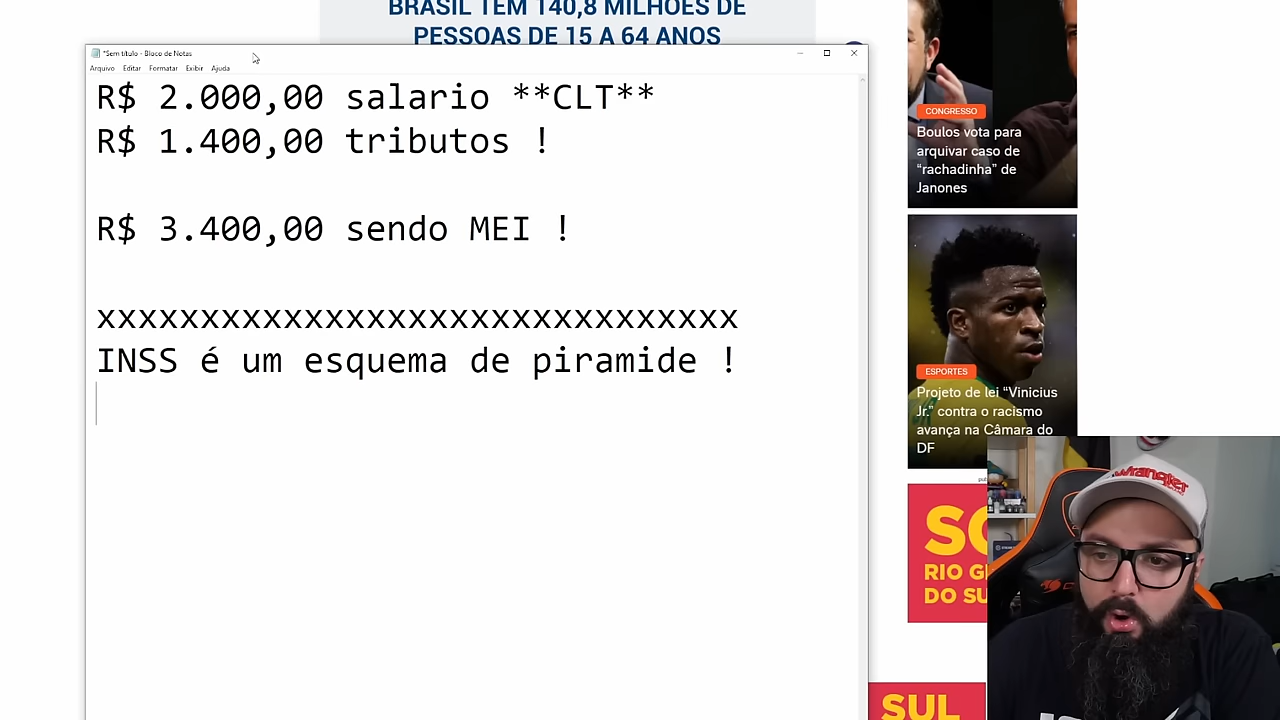 BRASIL TEM 140,8 MILHÕES DE
PESSOAS DE 15 A 64 ANOS
*Sem título - Bloco de Notas
Arquivo Editar Formatar Exibir Ajuda
R$ 2.000,00 salario **CLT**
R$ 1.400,00 tributos !
R$ 3.400,00 sendo MEI !
xxxxxxxxxxxxxxxxxxxxxxxxxxxxxxx
INSS é um esquema de piramide !
CONGRESSO
Boulos vota para
arquivar caso de
“rachadinha” de
Janones
ESPORTES
Projeto de lei “Vinicius
Jr.” contra o racismo
avança na Câmara do
DF
RIO G
DO SU
SUL
Wrangler